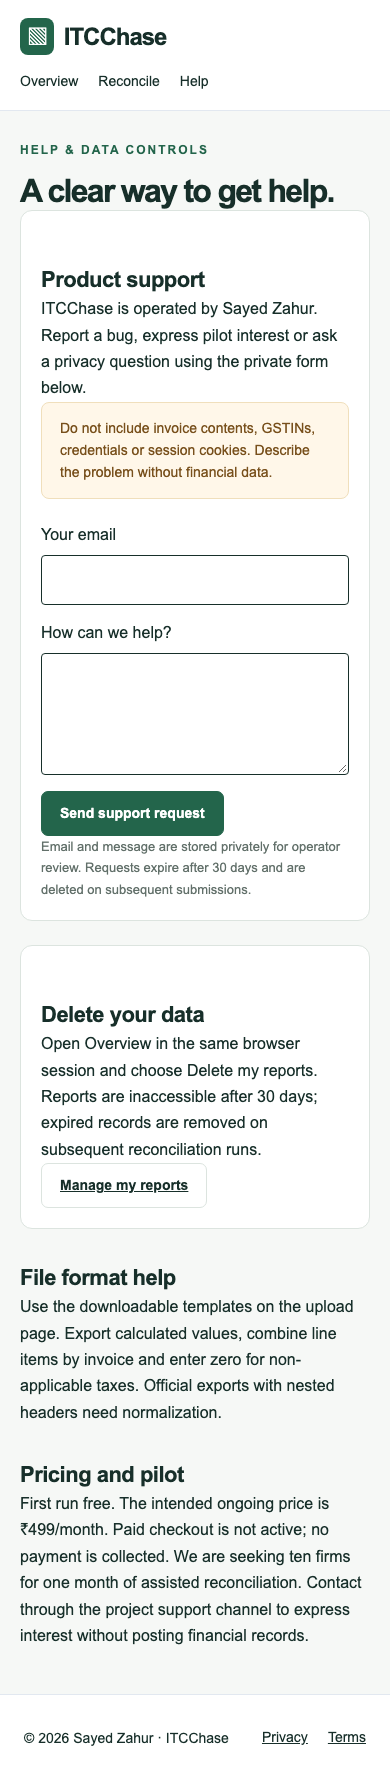 ITCChase
Overview Reconcile Help
HELP & DATA CONTROLS
A clear way to get help.
Product support
ITCChase is operated by Sayed Zahur.
Report a bug, express pilot interest or ask
a privacy question using the private form
below.
Do not include invoice contents, GSTINs,
credentials or session cookies. Describe
the problem without financial data.
Your email
How can we help?
Send support request
Email and message are stored privately for operator
review. Requests expire after 30 days and are
deleted on subsequent submissions.
Delete your data
Open Overview in the same browser
session and choose Delete my reports.
Reports are inaccessible after 30 days;
expired records are removed on
subsequent reconciliation runs.
Manage my reports
File format help
Use the downloadable templates on the upload
page. Export calculated values, combine line
items by invoice and enter zero for non-
applicable taxes. Official exports with nested
headers need normalization.
Pricing and pilot
First run free. The intended ongoing price is
₹499/month. Paid checkout is not active; no
payment is collected. We are seeking ten firms
for one month of assisted reconciliation. Contact
through the project support channel to express
interest without posting financial records.
© 2026 Sayed Zahur · ITCChase Privacy Terms